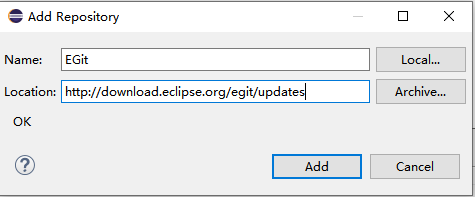 Add Repository
Name: EGit Local...
Location: http://download.eclipse.org/egit/updates Archive...
OK
? Add Cancel